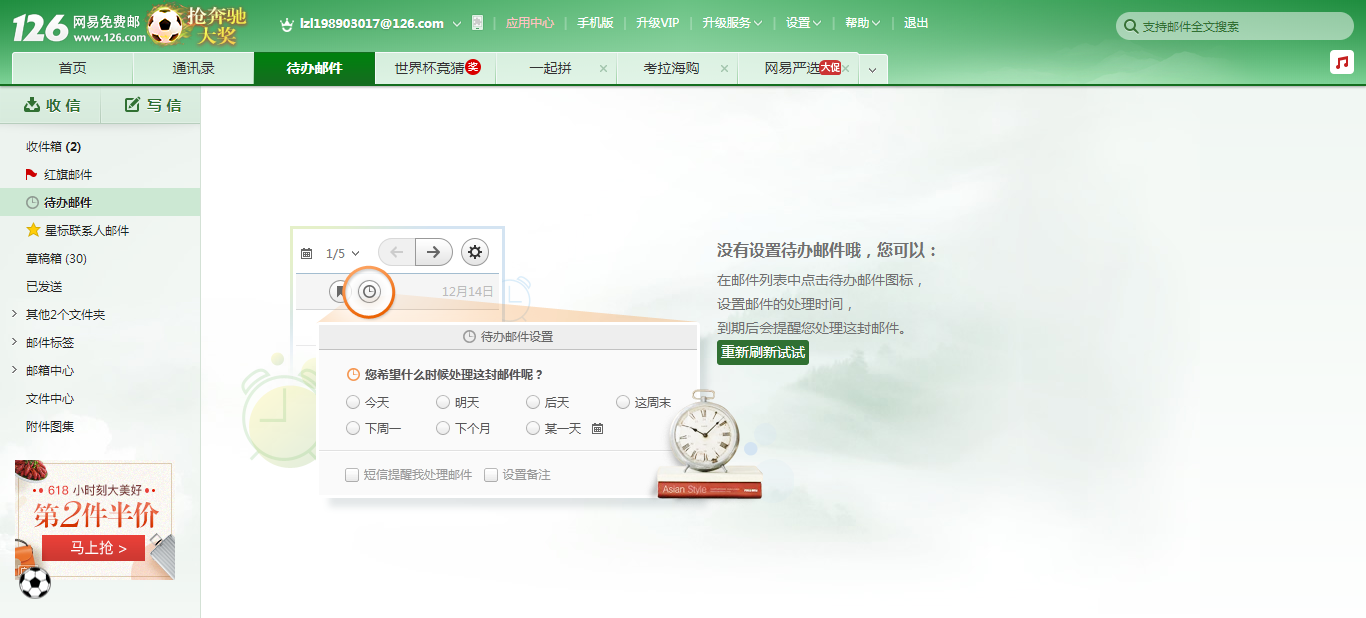 126 网易免费邮
www.126.com
抢奔驰
大奖
lzl198903017@126.com
应用中心
手机版
升级VIP
升级服务
设置
帮助
退出
支持邮件全文搜索
首页
通讯录
待办邮件
世界杯竞猜 奖
一起拼 ×
考拉海购 ×
网易严选 大促 ×
收信
写信
收件箱 (2)
红旗邮件
待办邮件
星标联系人邮件
草稿箱 (30)
已发送
其他2个文件夹
邮件标签
邮箱中心
文件中心
附件图集
618 小时刻大美好
第2件半价
马上抢 >
1/5
12月14日
待办邮件设置
您希望什么时候处理这封邮件呢？
今天
明天
后天
这周末
下周一
下个月
某一天
短信提醒我处理邮件
设置备注
Asian Style
没有设置待办邮件哦，您可以：
在邮件列表中点击待办邮件图标，
设置邮件的处理时间，
到期后会提醒您处理这封邮件。
重新刷新试试